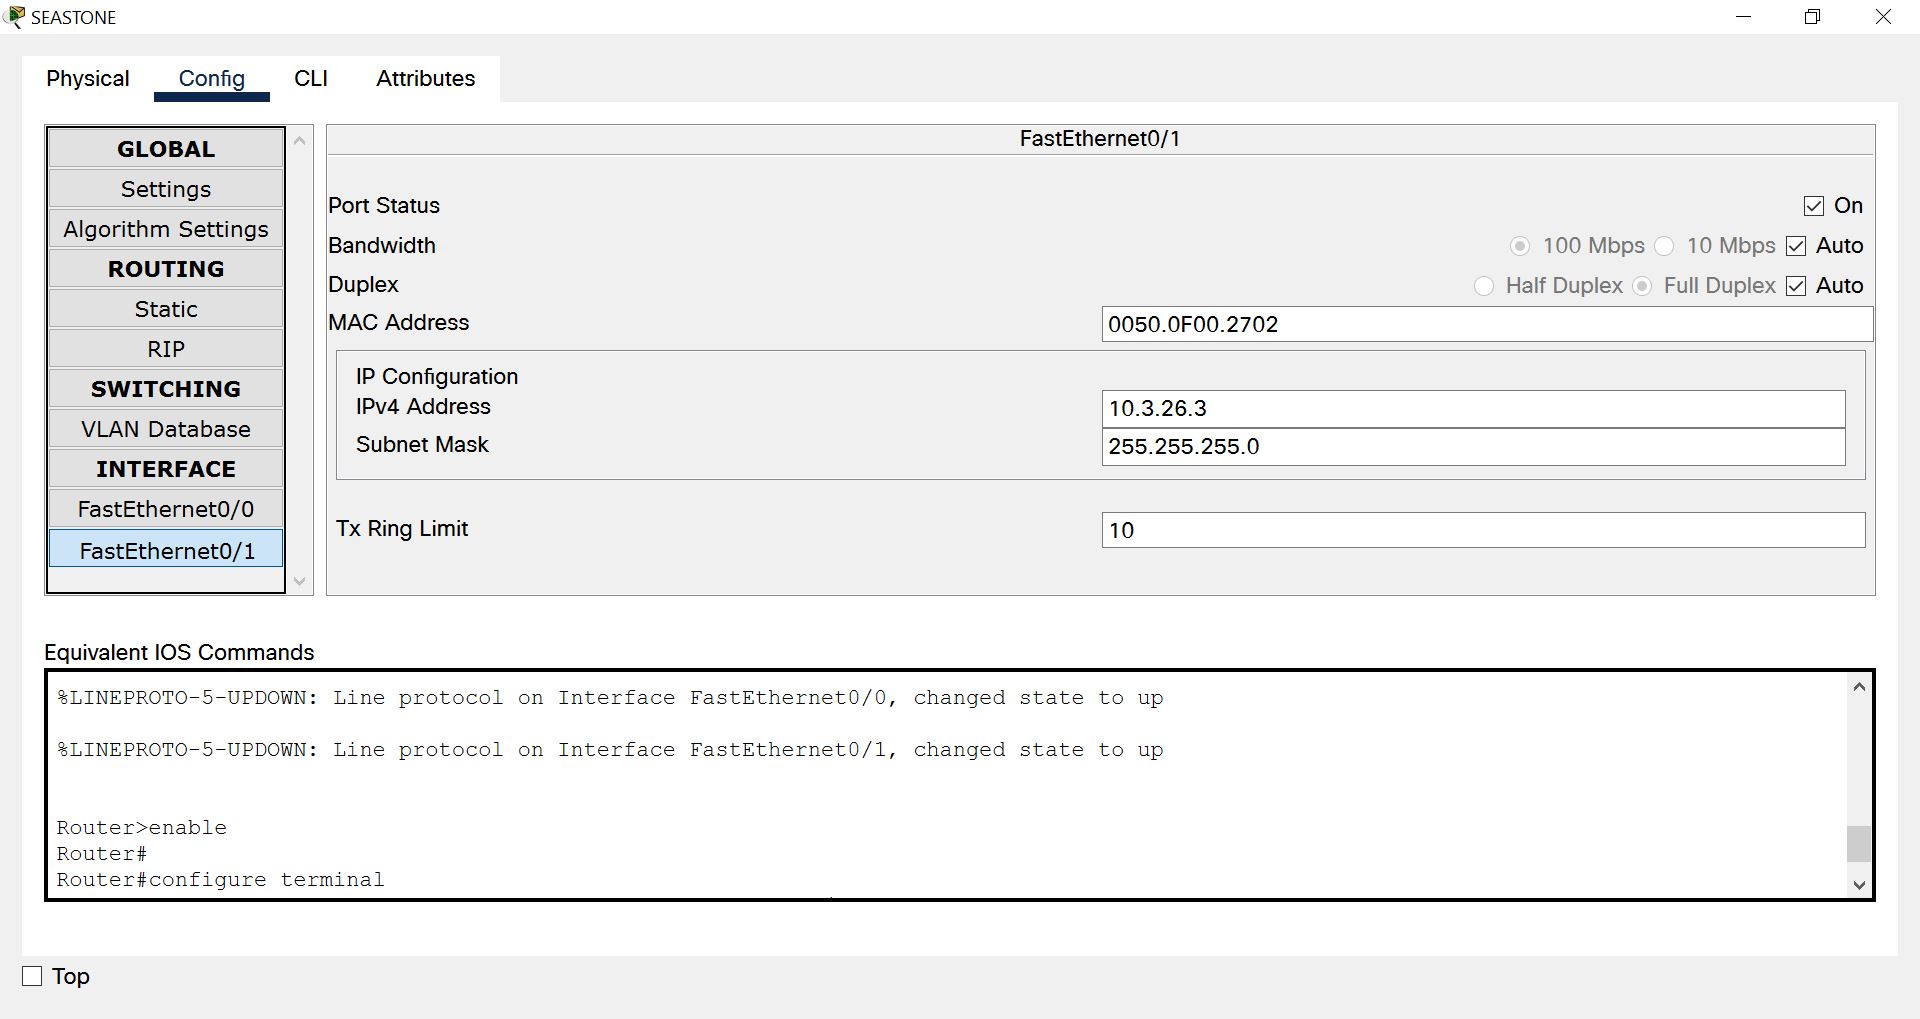 SEASTONE
Physical Config CLI Attributes
GLOBAL
Settings
Algorithm Settings
ROUTING
Static
RIP
SWITCHING
VLAN Database
INTERFACE
FastEthernet0/0
FastEthernet0/1
FastEthernet0/1
Port Status On
Bandwidth 100 Mbps 10 Mbps Auto
Duplex Half Duplex Full Duplex Auto
MAC Address 0050.0F00.2702
IP Configuration
IPv4 Address 10.3.26.3
Subnet Mask 255.255.255.0
Tx Ring Limit 10
Equivalent IOS Commands
%LINEPROTO-5-UPDOWN: Line protocol on Interface FastEthernet0/0, changed state to up
%LINEPROTO-5-UPDOWN: Line protocol on Interface FastEthernet0/1, changed state to up
Router>enable
Router#
Router#configure terminal
Top